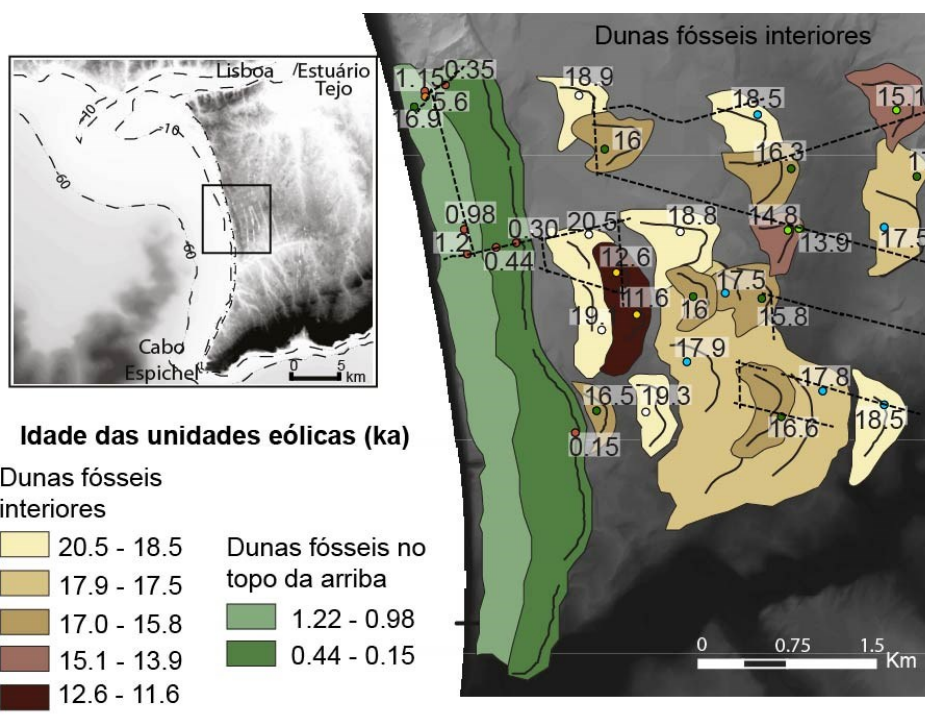 Lisboa /Estuário
Tejo
-10
-10
-60
-60
Cabo
Espichel
0 5
km
Idade das unidades eólicas (ka)
Dunas fósseis
interiores
20.5 - 18.5
17.9 - 17.5
17.0 - 15.8
15.1 - 13.9
12.6 - 11.6
Dunas fósseis no
topo da arriba
1.22 - 0.98
0.44 - 0.15
Dunas fósseis interiores
1.15
0.35
5.6
16.9
18.9
16
18.5
16.3
15.1
17.5
14.8
13.9
0.98
1.2
0.44
0.30
20.5
18.8
12.6
11.6
19
16
17.5
15.8
17.9
17.8
16.5
19.3
0.15
16.6
18.5
0 0.75 1.5
Km